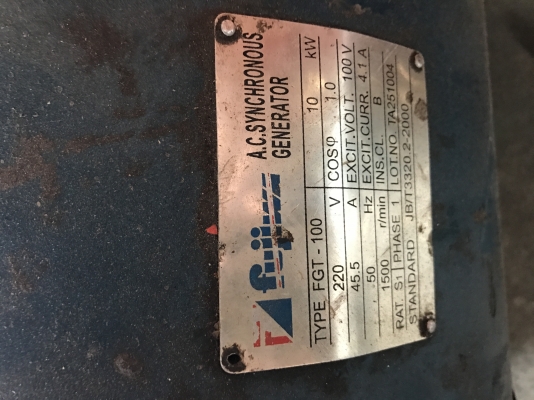 fujiwa A.C.SYNCHRONOUS
GENERATOR
TYPE FGT-100 10 kW
220 V COSφ 1.0
45.5 A EXCIT.VOLT. 100 V
50 Hz EXCIT.CURR. 4.1 A
1500 r/min INS.CL B
RAT. S1 PHASE 1 LOT.NO TA251004
STANDARD JB/T3320.2-2000